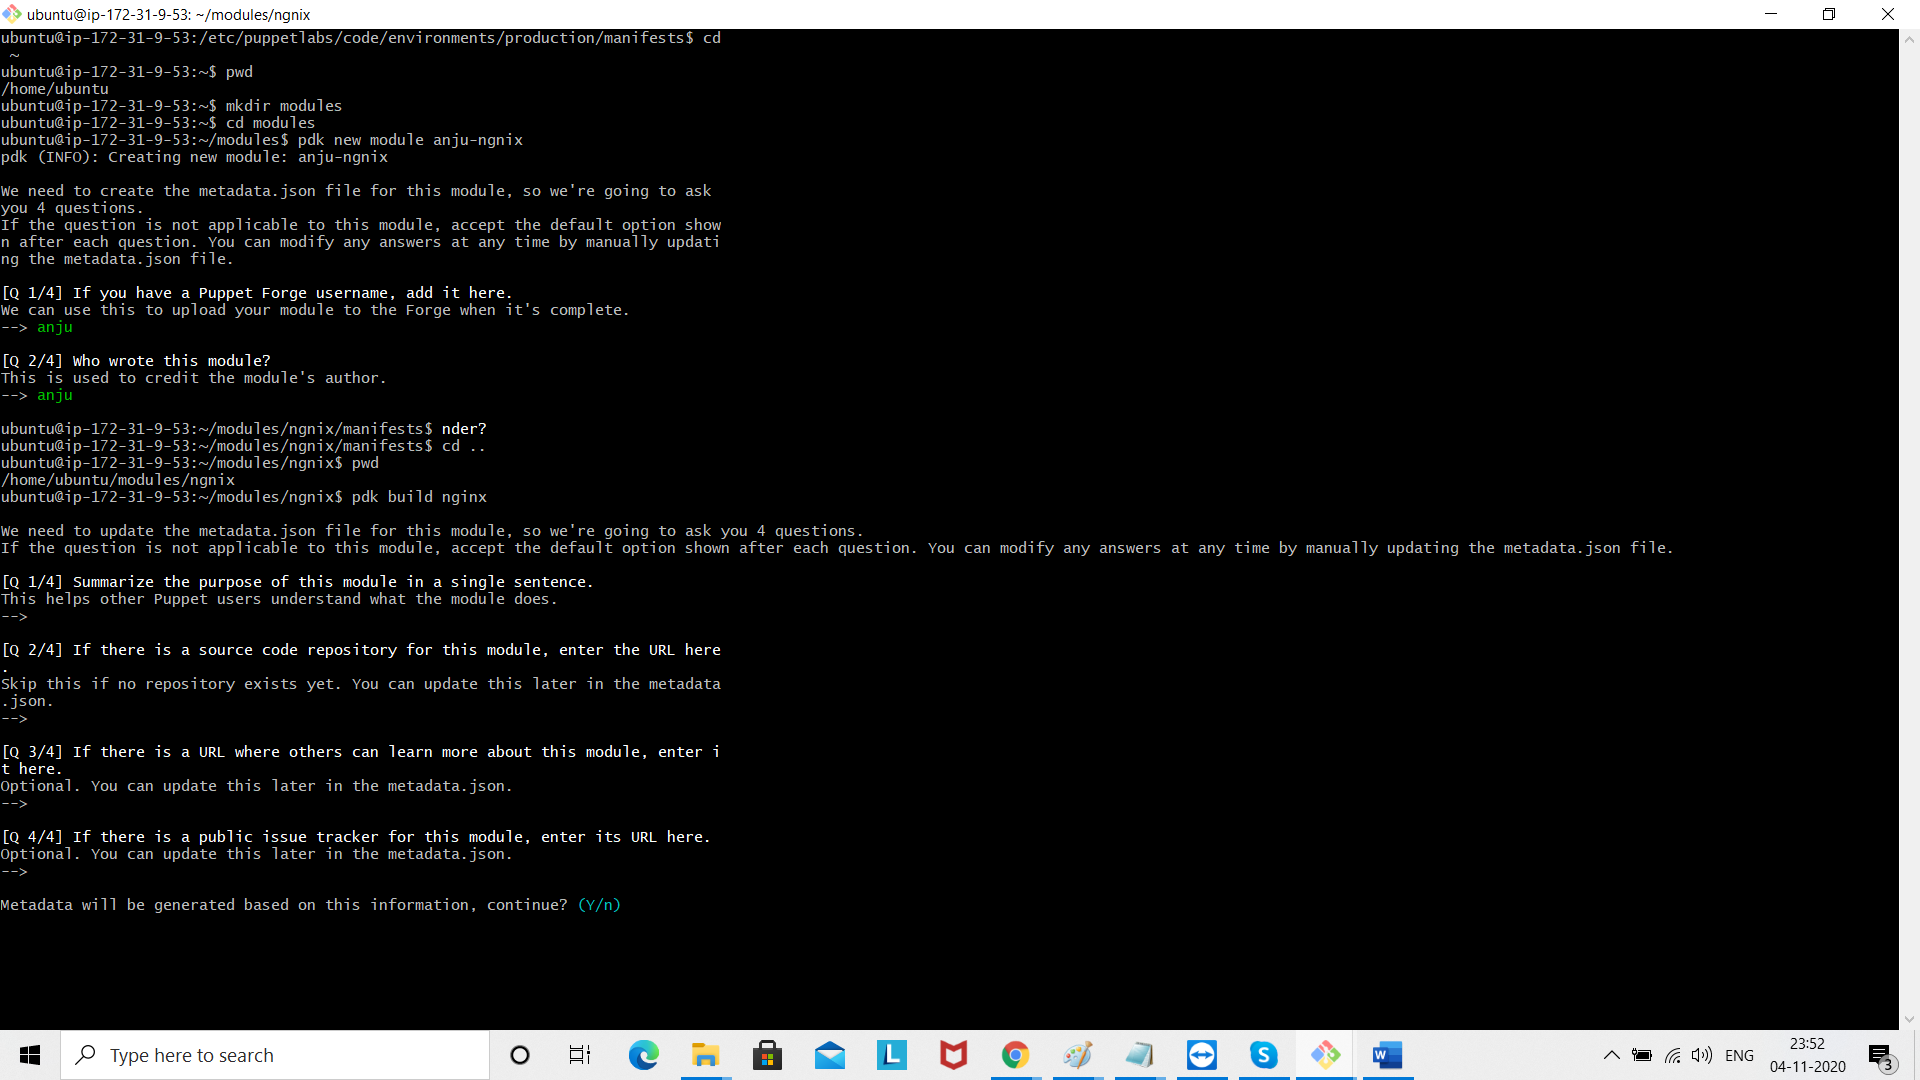 ubuntu@ip-172-31-9-53: ~/modules/ngnix
ubuntu@ip-172-31-9-53:/etc/puppetlabs/code/environments/production/manifests$ cd
~
ubuntu@ip-172-31-9-53:~$ pwd
/home/ubuntu
ubuntu@ip-172-31-9-53:~$ mkdir modules
ubuntu@ip-172-31-9-53:~$ cd modules
ubuntu@ip-172-31-9-53:~/modules$ pdk new module anju-ngnix
pdk (INFO): Creating new module: anju-ngnix
We need to create the metadata.json file for this module, so we're going to ask
you 4 questions.
If the question is not applicable to this module, accept the default option show
n after each question. You can modify any answers at any time by manually updati
ng the metadata.json file.
[Q 1/4] If you have a Puppet Forge username, add it here.
We can use this to upload your module to the Forge when it's complete.
--> anju
[Q 2/4] Who wrote this module?
This is used to credit the module's author.
--> anju
ubuntu@ip-172-31-9-53:~/modules/ngnix/manifests$ nder?
ubuntu@ip-172-31-9-53:~/modules/ngnix/manifests$ cd ..
ubuntu@ip-172-31-9-53:~/modules/ngnix$ pwd
/home/ubuntu/modules/ngnix
ubuntu@ip-172-31-9-53:~/modules/ngnix$ pdk build nginx
We need to update the metadata.json file for this module, so we're going to ask you 4 questions.
If the question is not applicable to this module, accept the default option shown after each question. You can modify any answers at any time by manually updating the metadata.json file.
[Q 1/4] Summarize the purpose of this module in a single sentence.
This helps other Puppet users understand what the module does.
-->
[Q 2/4] If there is a source code repository for this module, enter the URL here
.
Skip this if no repository exists yet. You can update this later in the metadata
.json.
-->
[Q 3/4] If there is a URL where others can learn more about this module, enter i
t here.
Optional. You can update this later in the metadata.json.
-->
[Q 4/4] If there is a public issue tracker for this module, enter its URL here.
Optional. You can update this later in the metadata.json.
-->
Metadata will be generated based on this information, continue? (Y/n)
Type here to search
L
W
S
ENG
23:52
04-11-2020
3